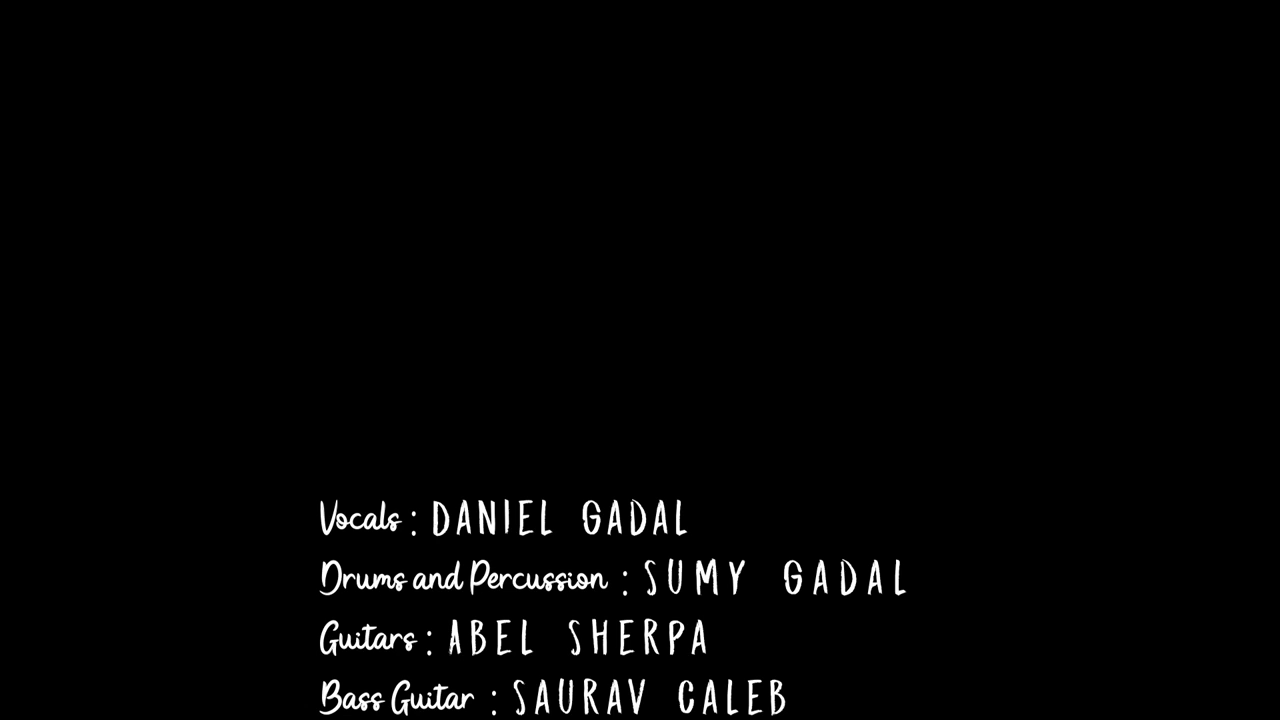 Vocals : DANIEL GADAL
Drums and Percussion : SUMY GADAL
Guitars : ABEL SHERPA
Bass Guitar : SAURAV CALEB